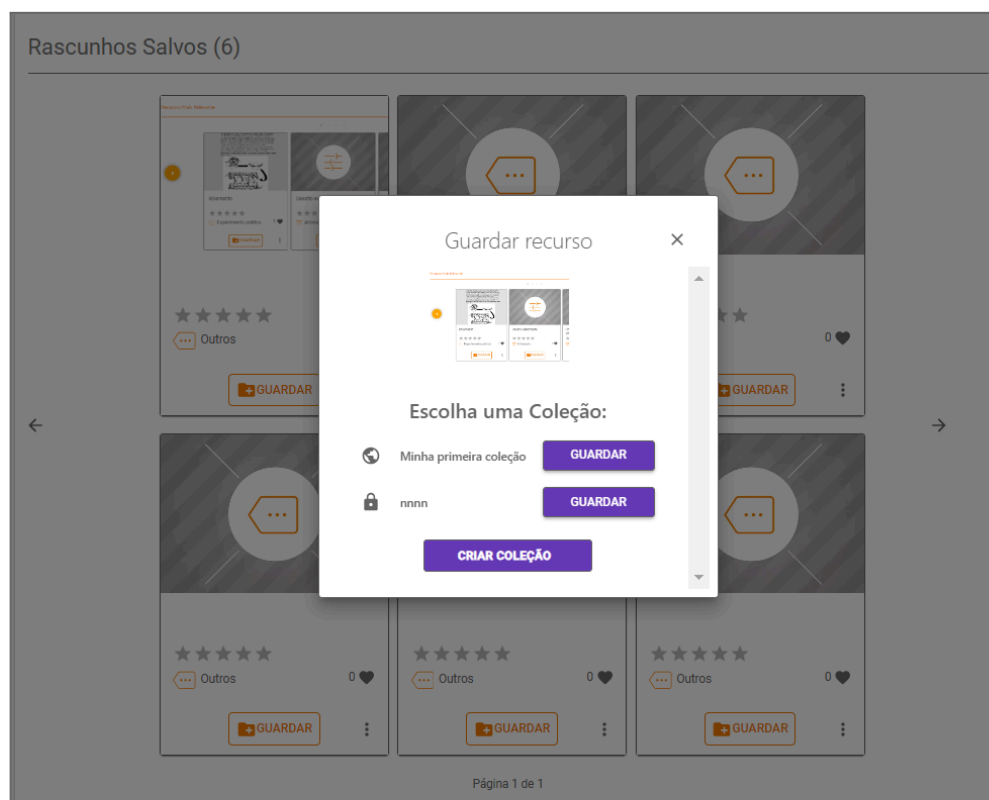 Rascunhos Salvos (6)
Guardar recurso
Escolha uma Coleção:
Minha primeira coleção GUARDAR
nnnn GUARDAR
CRIAR COLEÇÃO
Outros
0
GUARDAR
GUARDAR
Outros 0
Outros 0
Outros 0
GUARDAR
GUARDAR
GUARDAR
Página 1 de 1